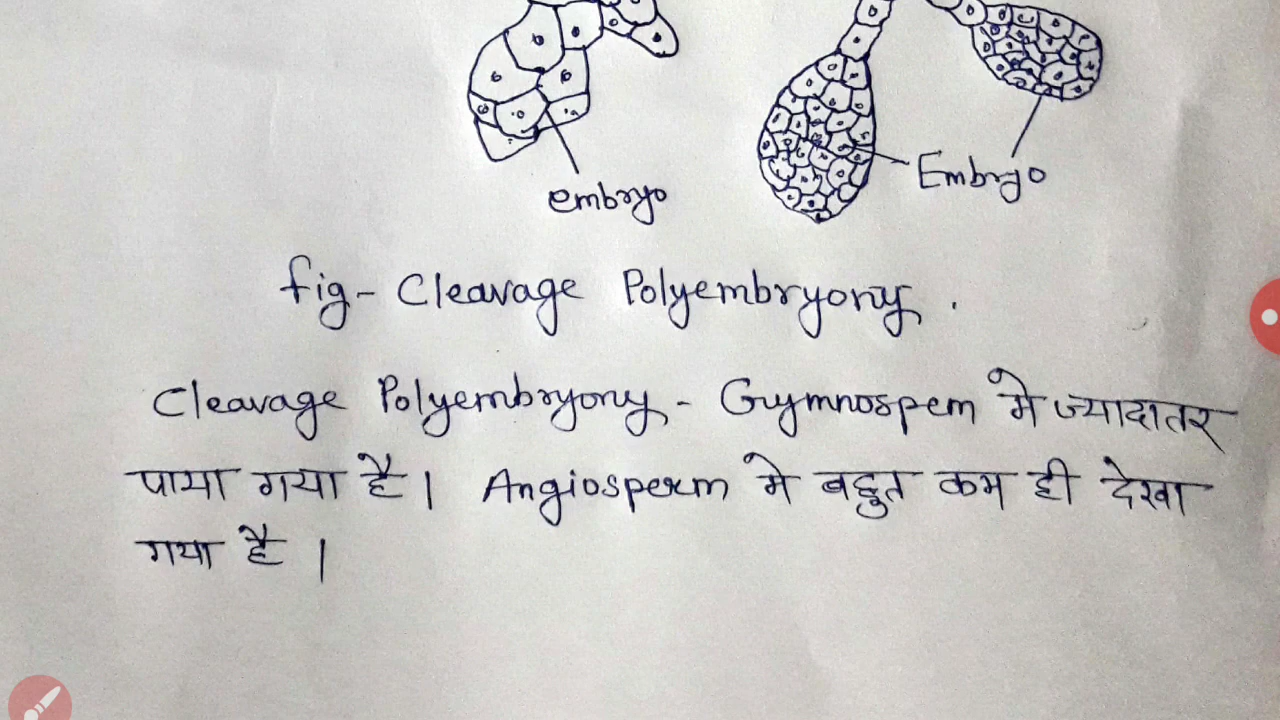 embryo
Embryo
fig- Cleavage Polyembryony.
Cleavage Polyembryony - Gymnospem मे ज्यादातर
पाया गया है। Angiosperm मे बहुत कम ही देखा
गया है।